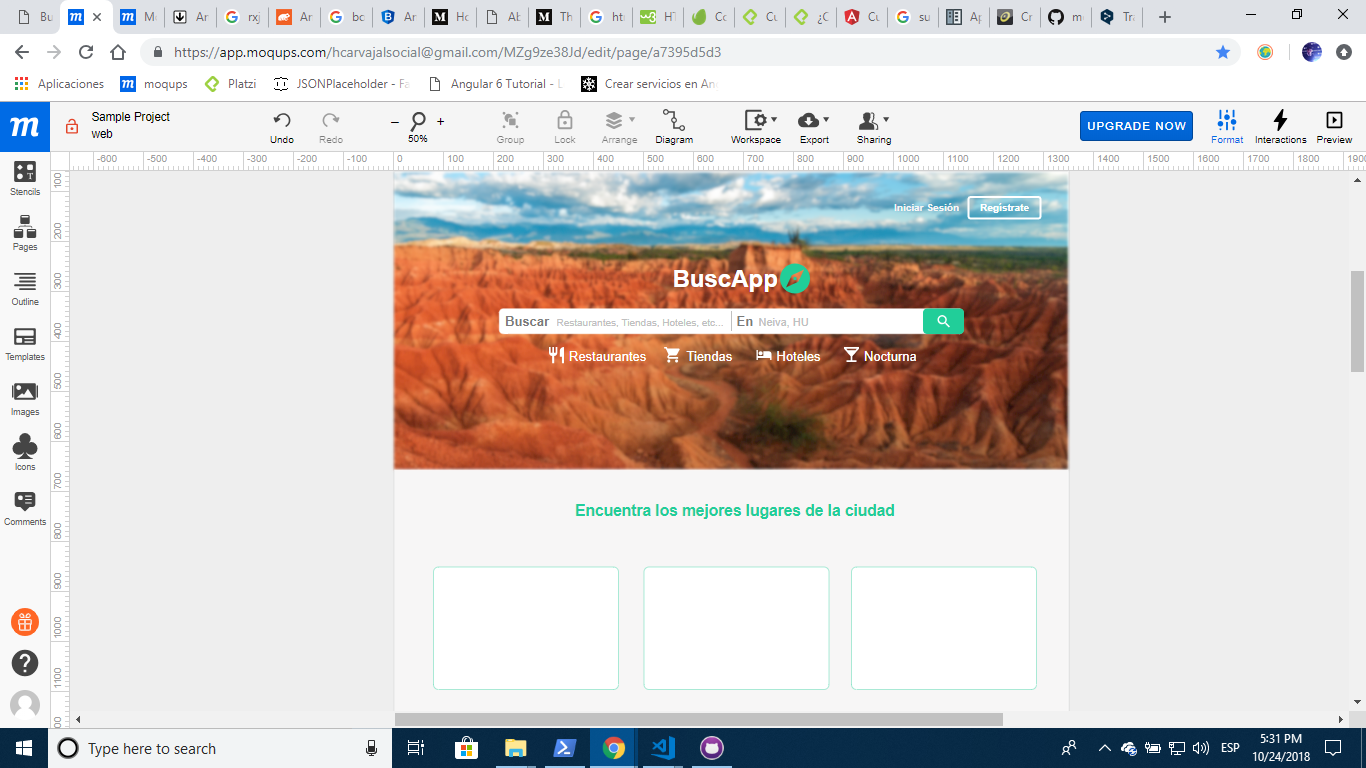 Bu
M
Ar
rxj
Ar
bc
Ar
Ho
Ab
Th
htt
HT
Cc
Cu
¿C
Cu
su
Ap
Cr
m
Tra
https://app.moqups.com/hcarvajalsocial@gmail.com/MZg9ze38Jd/edit/page/a7395d5d3
Aplicaciones moqups Platzi JSONPlaceholder - Fa Angular 6 Tutorial - L Crear servicios en An
m
Sample Project
web
Undo Redo 50% Group Lock Arrange Diagram Workspace Export Sharing UPGRADE NOW Format Interactions Preview
-600 -500 -400 -300 -200 -100 0 100 200 300 400 500 600 700 800 900 1000 1100 1200 1300 1400 1500 1600 1700 1800 1900
100
200
300
400
500
600
700
800
900
1000
1100
Stencils
Pages
Outline
Templates
Images
Icons
Comments
Iniciar Sesión Regístrate
BuscApp
Buscar Restaurantes, Tiendas, Hoteles, etc... En Neiva, HU
Restaurantes Tiendas Hoteles Nocturna
Encuentra los mejores lugares de la ciudad
Type here to search
ESP
5:31 PM
10/24/2018